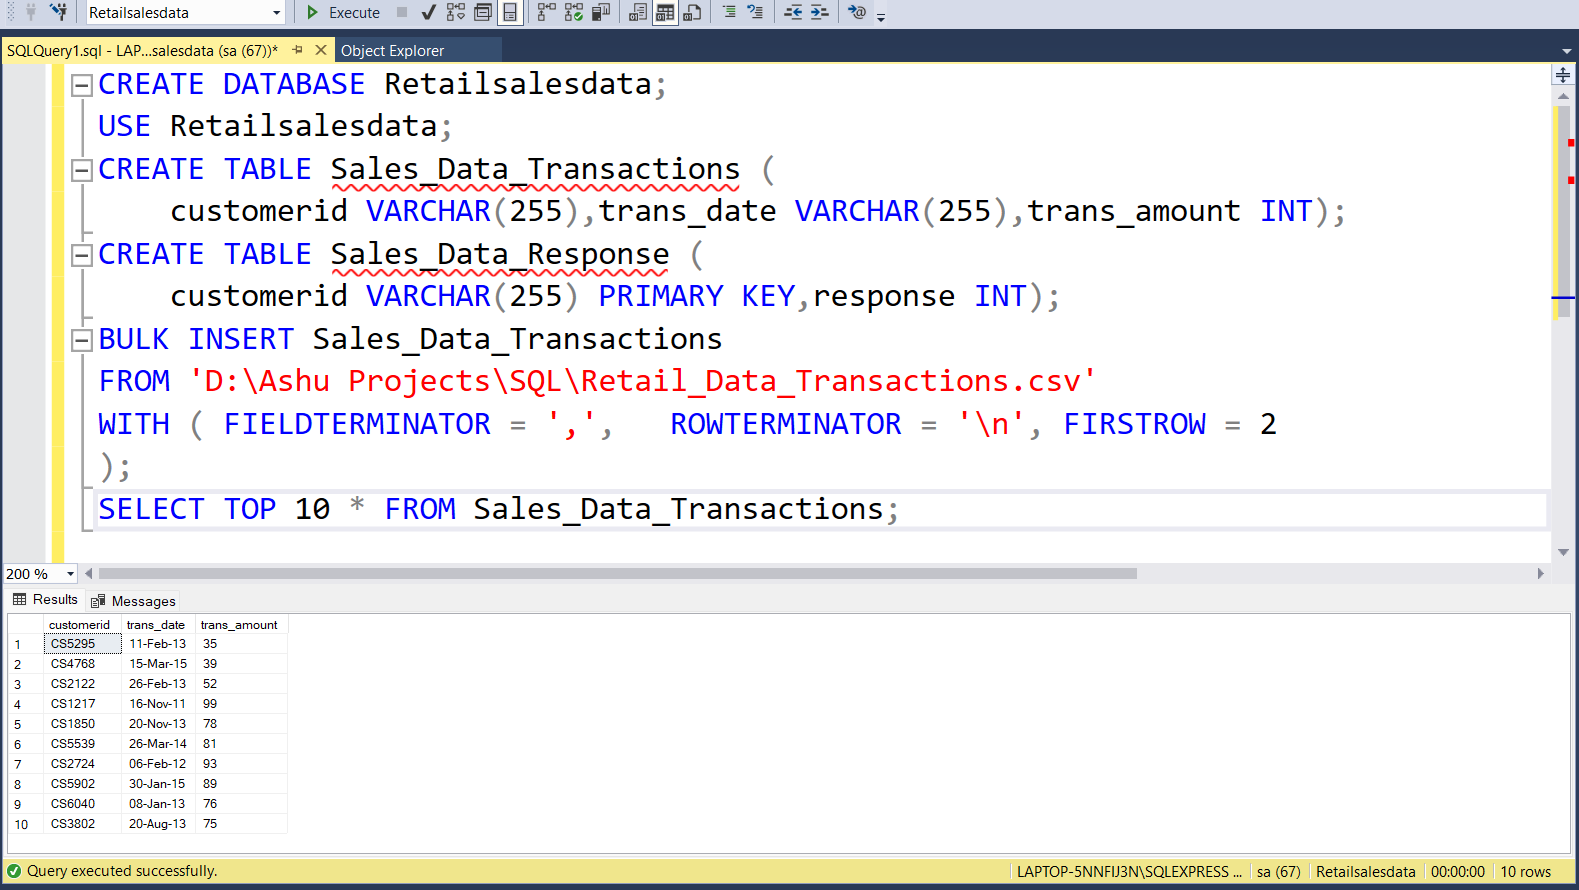 Retailsalesdata Execute
SQLQuery1.sql - LAP...salesdata (sa (67))* Object Explorer
CREATE DATABASE Retailsalesdata;
USE Retailsalesdata;
CREATE TABLE Sales_Data_Transactions (
customerid VARCHAR(255),trans_date VARCHAR(255),trans_amount INT);
CREATE TABLE Sales_Data_Response (
customerid VARCHAR(255) PRIMARY KEY,response INT);
BULK INSERT Sales_Data_Transactions
FROM 'D:\Ashu Projects\SQL\Retail_Data_Transactions.csv'
WITH ( FIELDTERMINATOR = ',', ROWTERMINATOR = '\n', FIRSTROW = 2
);
SELECT TOP 10 * FROM Sales_Data_Transactions;
200 %
Results Messages
customerid trans_date trans_amount
1 CS5295 11-Feb-13 35
2 CS4768 15-Mar-15 39
3 CS2122 26-Feb-13 52
4 CS1217 16-Nov-11 99
5 CS1850 20-Nov-13 78
6 CS5539 26-Mar-14 81
7 CS2724 06-Feb-12 93
8 CS5902 30-Jan-15 89
9 CS6040 08-Jan-13 76
10 CS3802 20-Aug-13 75
Query executed successfully. LAPTOP-5NNFIJ3N\SQLEXPRESS ... sa (67) Retailsalesdata 00:00:00 10 rows